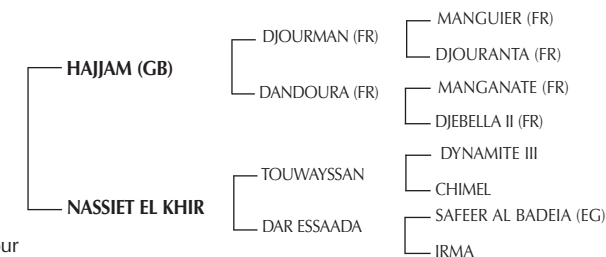 MANGUIER (FR)
DJOURMAN (FR)
DJOURANTA (FR)
HAJJAM (GB)
MANGANATE (FR)
DANDOURA (FR)
DJEBELLA II (FR)
DYNAMITE III
TOUWAYSSAN
CHIMEL
NASSIET EL KHIR
SAFEER AL BADEIA (EG)
DAR ESSAADA
our
IRMA